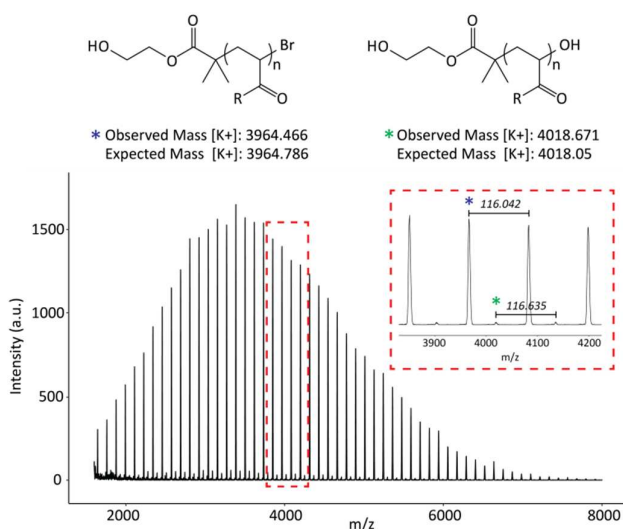 HO O O n Br R O
HO O O n OH R O
* Observed Mass [K+]: 3964.466
Expected Mass [K+]: 3964.786
* Observed Mass [K+]: 4018.671
Expected Mass [K+]: 4018.05
Intensity (a.u.)
1500
1000
500
0
2000 4000 6000 8000
m/z
* 116.042
* 116.635
3900 4000 4100 4200
m/z